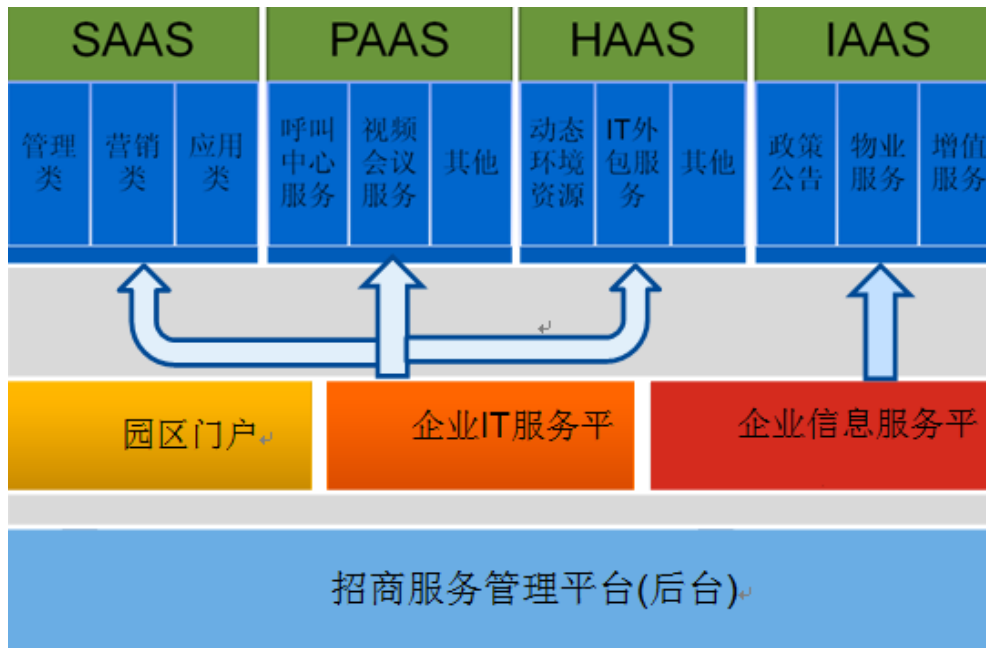 SAAS
PAAS
HAAS
IAAS
管理
类
营销
类
应用
类
呼叫
中心
服务
视频
会议
服务
其他
动态
环境
资源
IT外
包服
务
其他
政策
公告
物业
服务
增值
服务
园区门户
企业IT服务平
企业信息服务平
招商服务管理平台(后台)